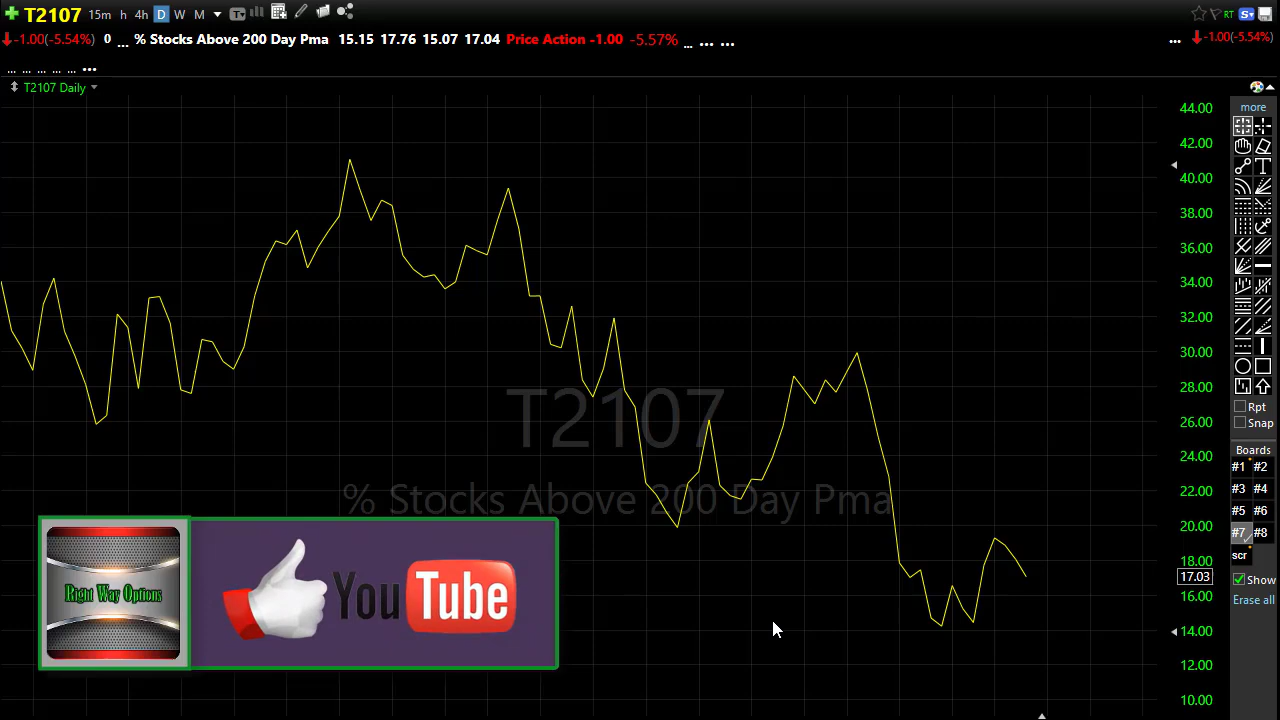 T2107 15m h 4h D W M T RT S
-1.00(-5.54%) 0 ... % Stocks Above 200 Day Pma 15.15 17.76 15.07 17.04 Price Action -1.00 -5.57% ... ... ... ... -1.00(-5.54%)
... ... ... ... ... ...
T2107 Daily
more
44.00
42.00
40.00
38.00
36.00
34.00
32.00
30.00
28.00
26.00
24.00
22.00
20.00
18.00
17.03
16.00
14.00
12.00
10.00
T2107
% Stocks Above 200 Day Pma
T
Rpt
Snap
Boards
#1 #2
#3 #4
#5 #6
#7 #8
scr
Show
Erase all
Right Way Options
YouTube